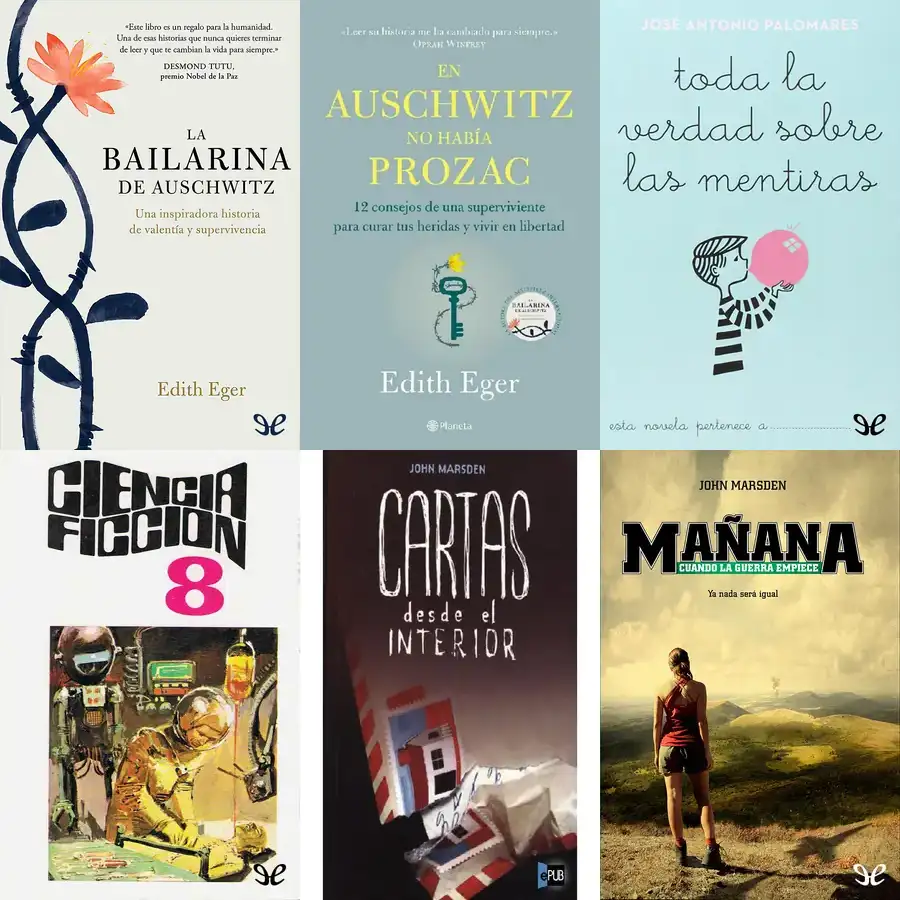 «Este libro es un regalo para la humanidad.
Una de esas historias que nunca quieres terminar
de leer y que te cambian la vida para siempre.»
DESMOND TUTU,
premio Nobel de la Paz
LA
BAILARINA
DE AUSCHWITZ
Una inspiradora historia
de valentía y supervivencia
Edith Eger
«Leer su historia me ha cambiado para siempre.»
OPRAH WINFREY
EN
AUSCHWITZ
NO HABÍA
PROZAC
12 consejos de una superviviente
para curar tus heridas y vivir en libertad
BAILARINA
DE AUSCHWITZ
Edith Eger
Planeta
JOSÉ ANTONIO PALOMARES
toda la
verdad sobre
las mentiras
esta novela pertenece a
CIENCIA
FICCION
8
JOHN MARSDEN
CARTAS
desde el
INTERIOR
ePUB
JOHN MARSDEN
MAÑANA
CUANDO LA GUERRA EMPIECE
Ya nada será igual